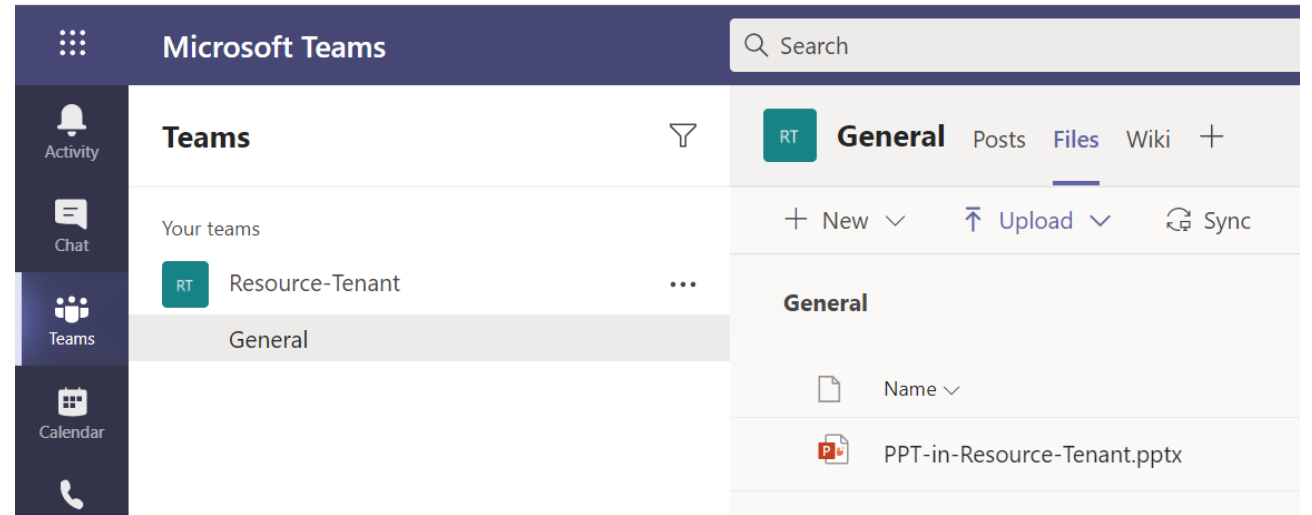 Microsoft Teams
Search
Activity
Chat
Teams
Calendar
Teams
Your teams
RT Resource-Tenant
General
RT General Posts Files Wiki
New Upload Sync
General
Name
PPT-in-Resource-Tenant.pptx